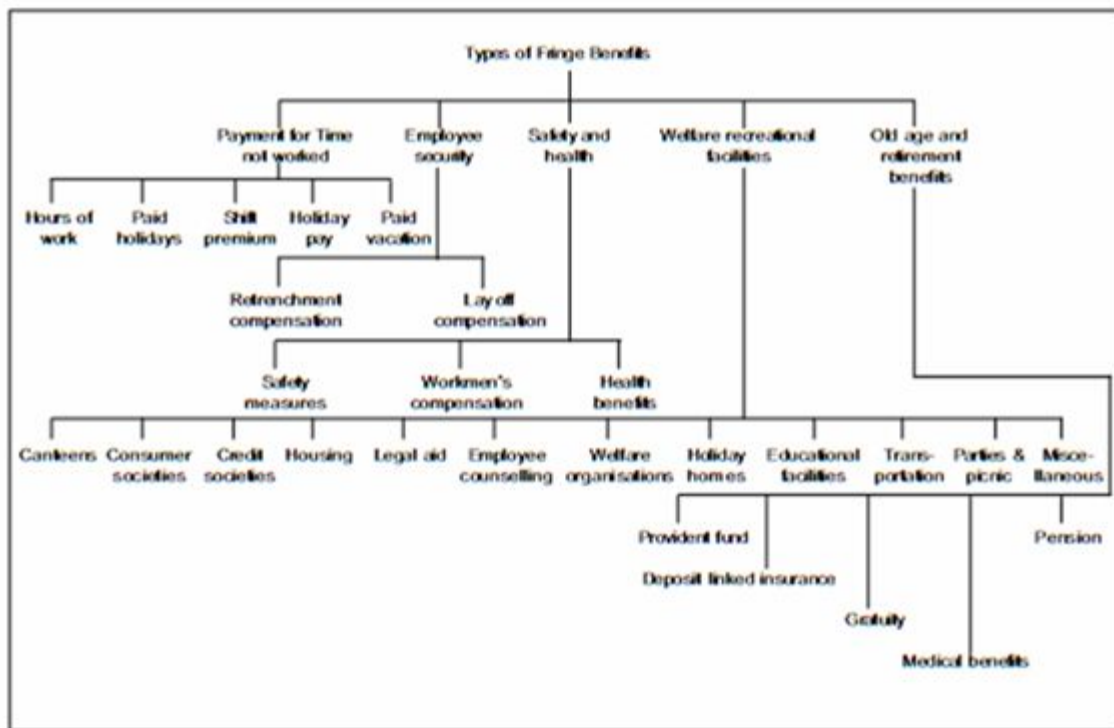 Types of Fringe Benefits
Payment for Time
not worked
Employee
security
Safety and
health
Welfare recreational
facilities
Old age and
retirement
benefits
Hours of
work
Paid
holidays
Shift
premium
Holiday
pay
Paid
vacation
Retrenchment
compensation
Lay off
compensation
Safety
measures
Workmen's
compensation
Health
benefits
Canteens
Consumer
societies
Credit
societies
Housing
Legal aid
Employee
counselling
Welfare
organisations
Holiday
homes
Educational
facilities
Trans-
portation
Parties &
picnic
Misce-
llaneous
Provident fund
Deposit linked insurance
Gratuity
Medical benefits
Pension